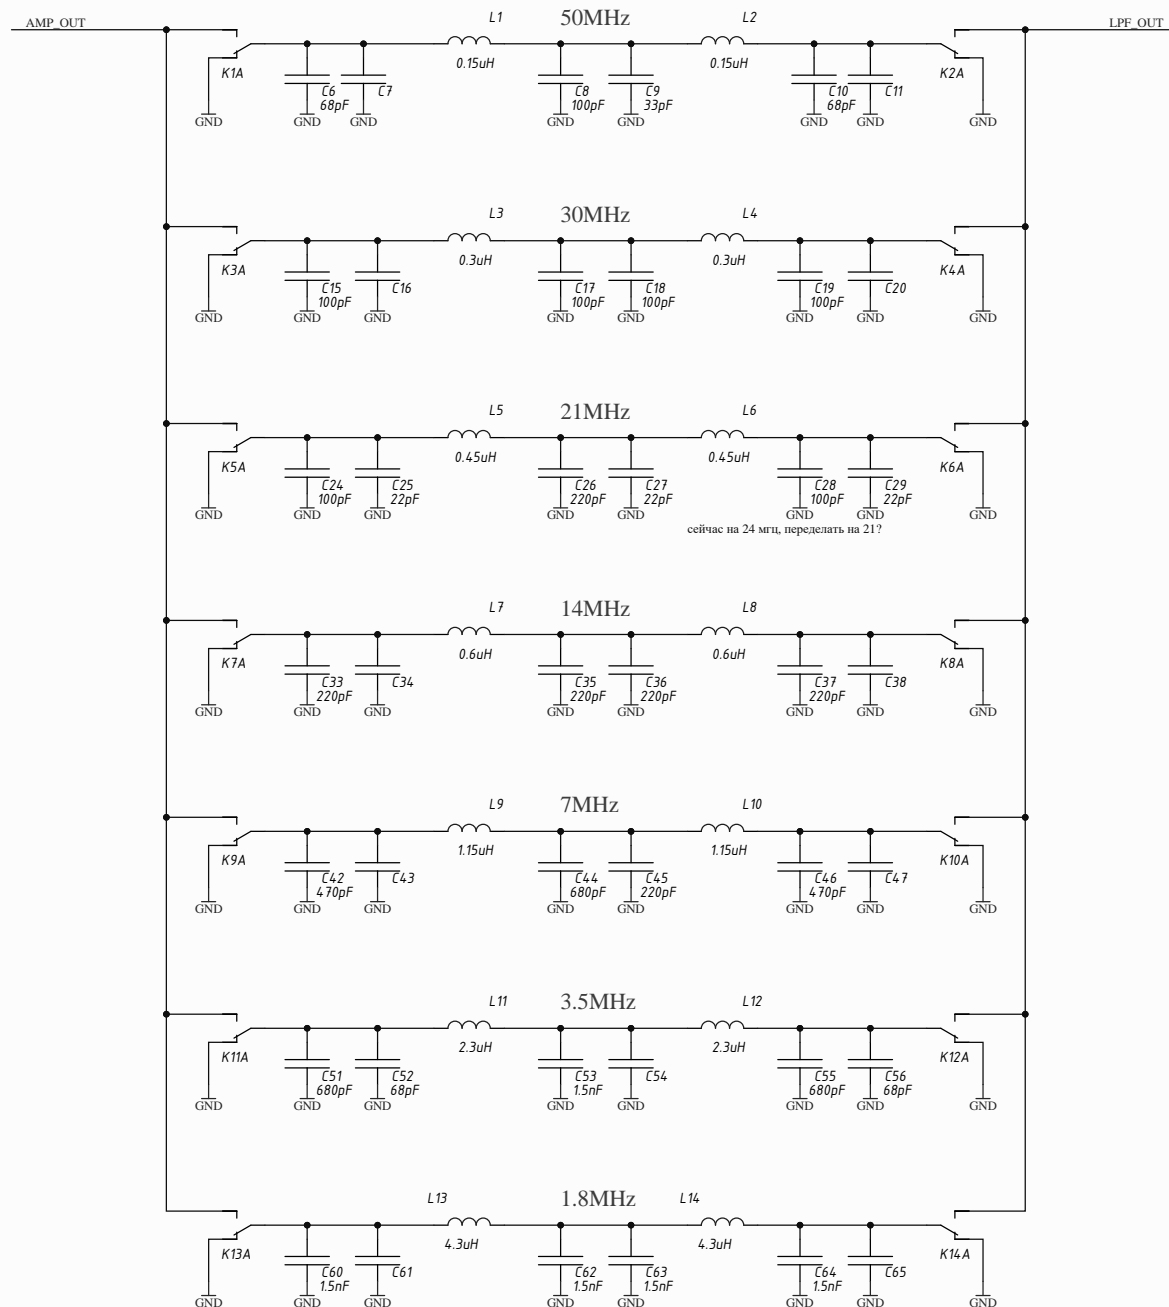 AMP_OUT
L1
50MHz
L2
LPF_OUT
0.15uH
0.15uH
K1A
C6
68pF
C7
C8
100pF
C9
33pF
C10
68pF
C11
K2A
GND
GND
GND
GND
GND
GND
GND
GND
L3
30MHz
L4
0.3uH
0.3uH
K3A
C15
100pF
C16
C17
100pF
C18
100pF
C19
100pF
C20
K4A
GND
GND
GND
GND
GND
GND
GND
GND
L5
21MHz
L6
0.45uH
0.45uH
K5A
C24
100pF
C25
22pF
C26
220pF
C27
22pF
C28
100pF
C29
22pF
K6A
GND
GND
GND
GND
GND
GND
GND
GND
сейчас на 24 мгц, переделать на 21?
L7
14MHz
L8
0.6uH
0.6uH
K7A
C33
220pF
C34
C35
220pF
C36
220pF
C37
220pF
C38
K8A
GND
GND
GND
GND
GND
GND
GND
GND
L9
7MHz
L10
1.15uH
1.15uH
K9A
C42
470pF
C43
C44
680pF
C45
220pF
C46
470pF
C47
K10A
GND
GND
GND
GND
GND
GND
GND
GND
L11
3.5MHz
L12
2.3uH
2.3uH
K11A
C51
680pF
C52
68pF
C53
1.5nF
C54
C55
680pF
C56
68pF
K12A
GND
GND
GND
GND
GND
GND
GND
GND
L13
1.8MHz
L14
4.3uH
4.3uH
K13A
C60
1.5nF
C61
C62
1.5nF
C63
1.5nF
C64
1.5nF
C65
K14A
GND
GND
GND
GND
GND
GND
GND
GND